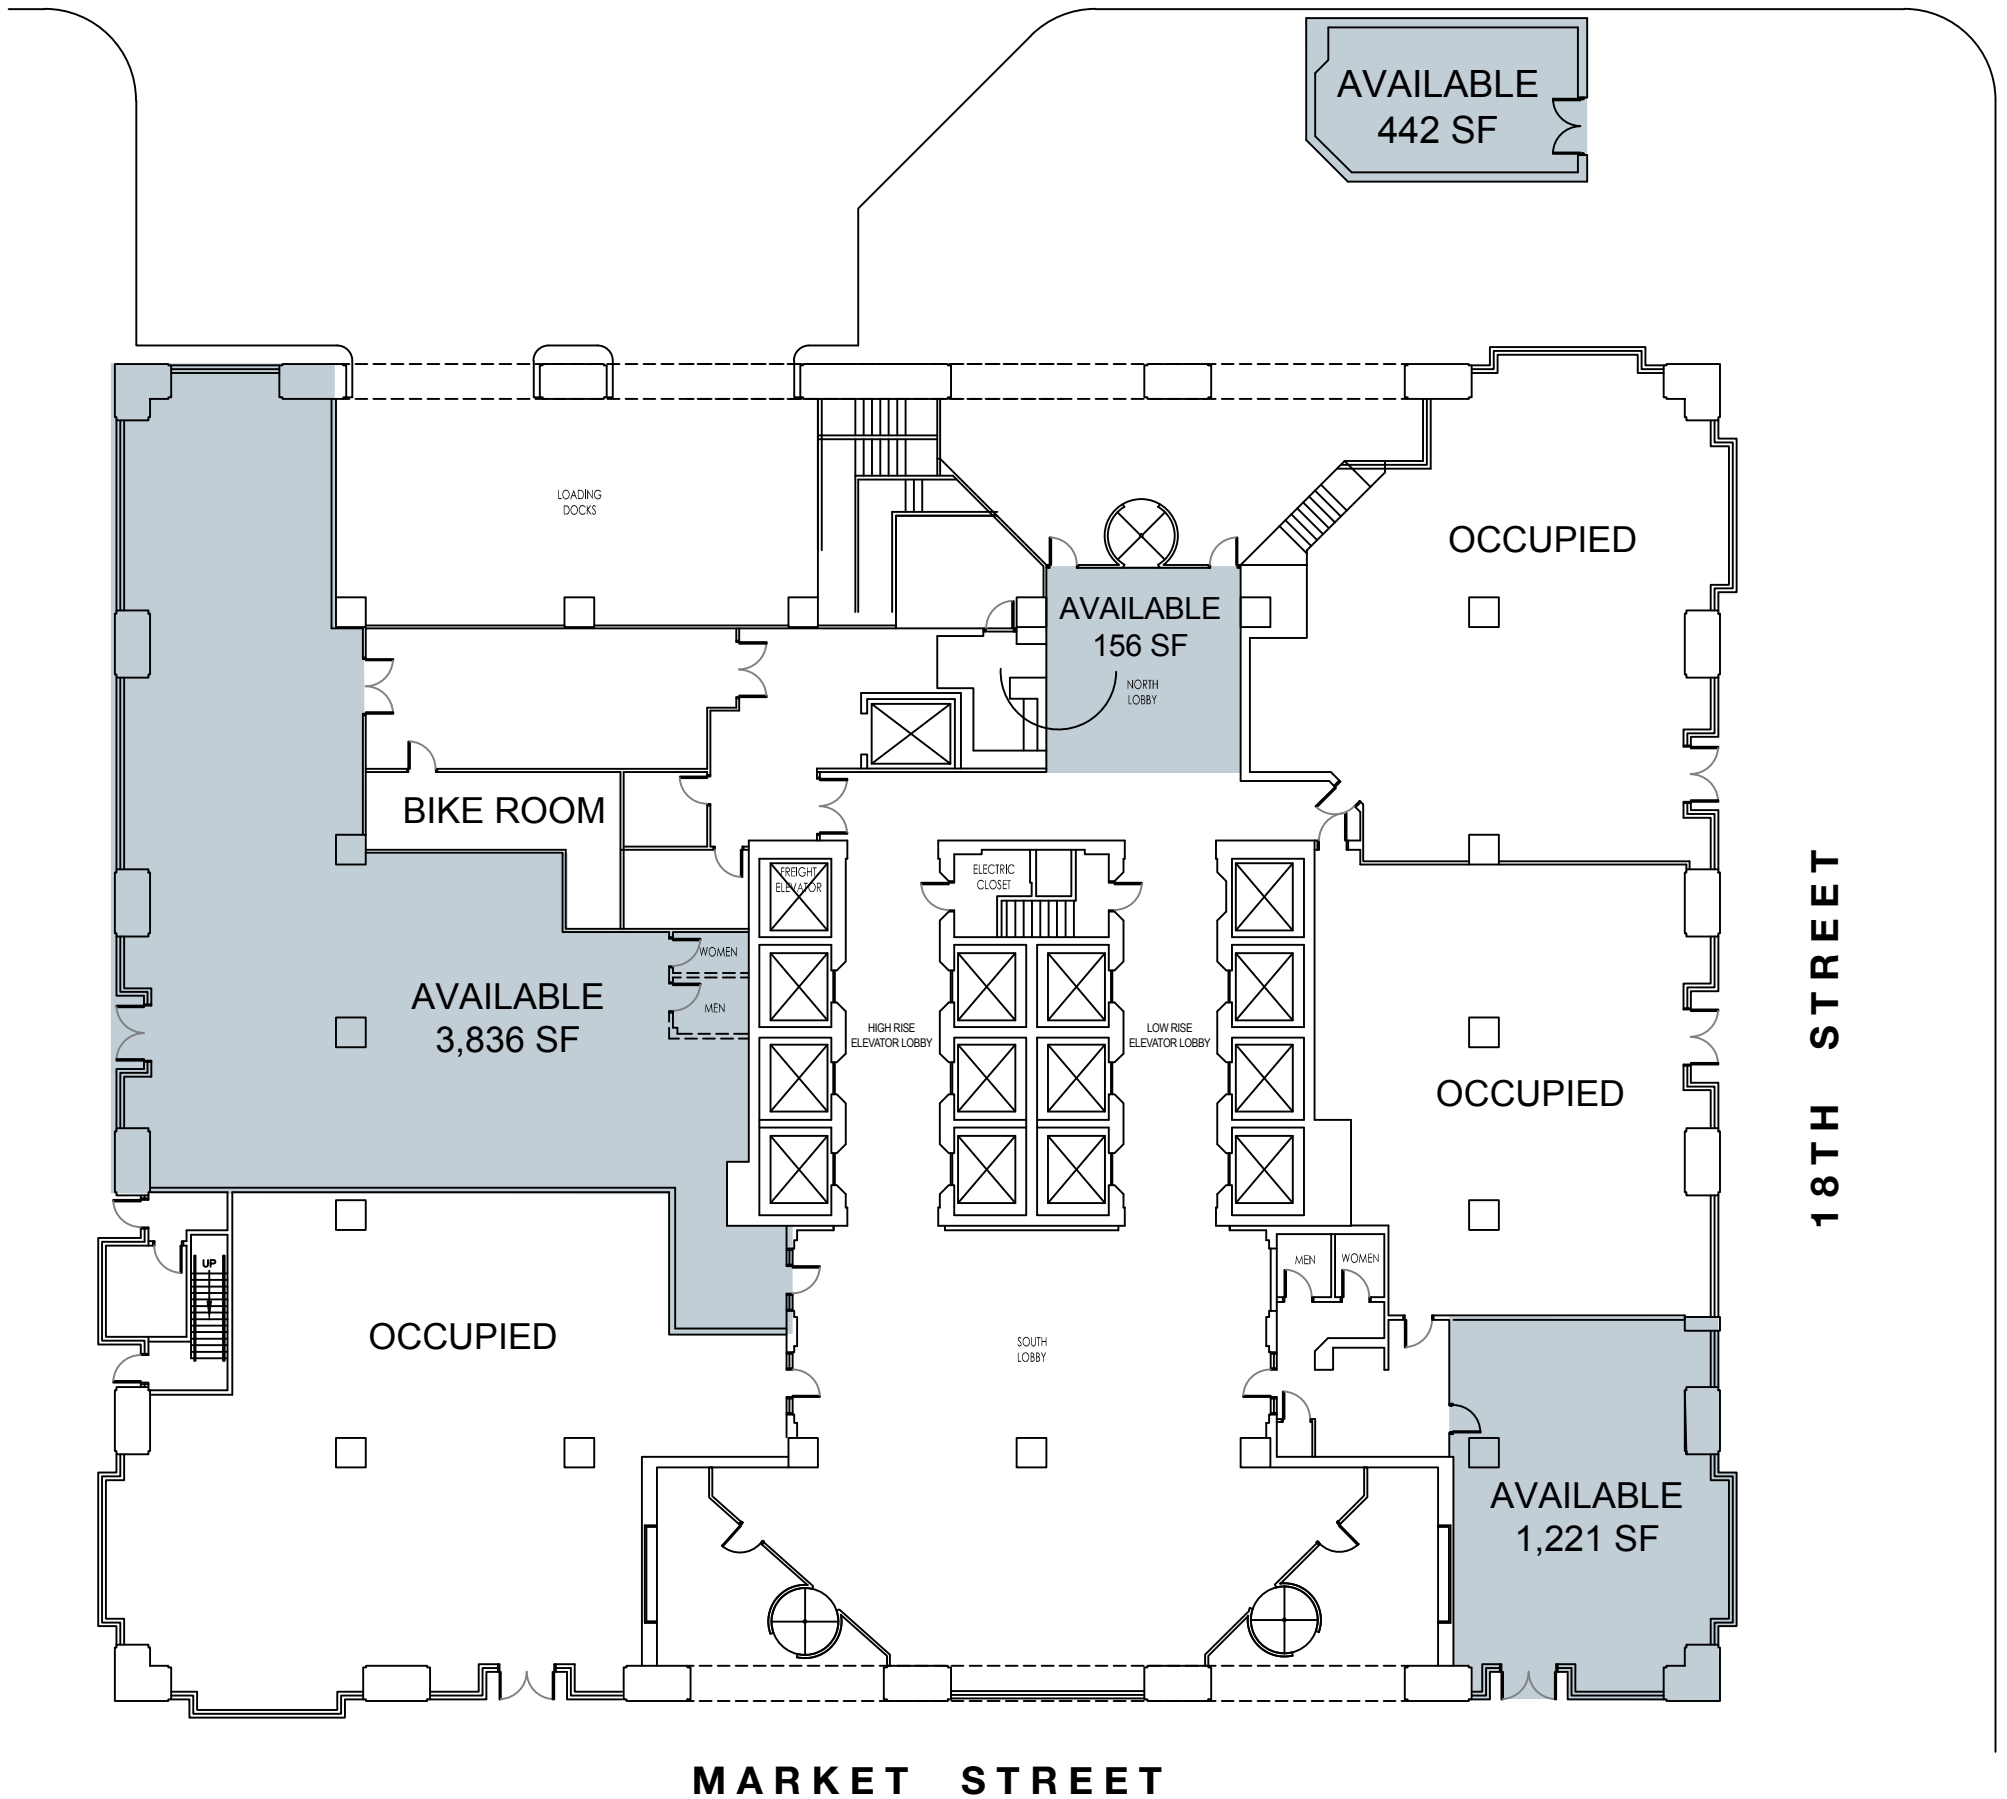 AVAILABLE
442 SF
LOADING
DOCKS
OCCUPIED
AVAILABLE
156 SF
NORTH
LOBBY
BIKE ROOM
FREIGHT
ELEVATOR
ELECTRIC
CLOSET
WOMEN
MEN
AVAILABLE
3,836 SF
HIGH RISE
ELEVATOR LOBBY
LOW RISE
ELEVATOR LOBBY
OCCUPIED
18TH STREET
UP
MEN
WOMEN
OCCUPIED
SOUTH
LOBBY
AVAILABLE
1,221 SF
MARKET STREET